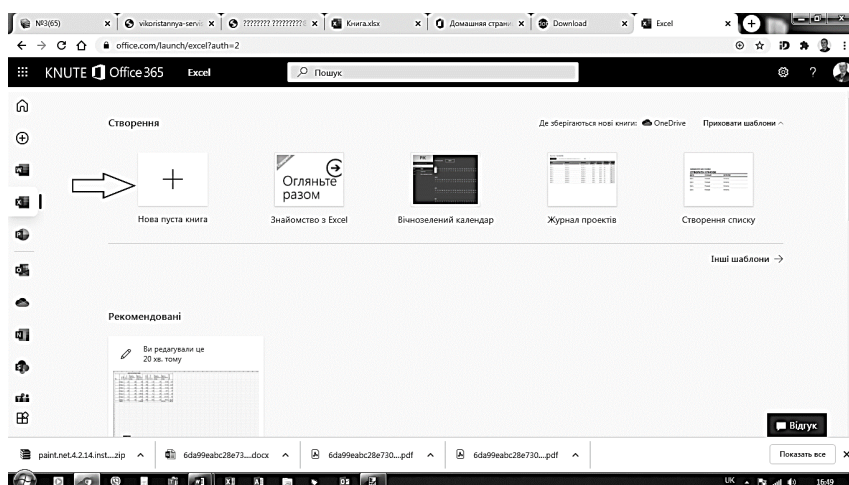 №3(65)
vikoristannya-servis
???????? ?????????
Книга.xlsx
Домашняя страни
Download
Excel
office.com/launch/excel?auth=2
KNUTE Office 365 Excel
Пошук
Створення
Де зберігаються нові книги: OneDrive
Приховати шаблони
Огляньте
разом
Нова пуста книга
Знайомство з Excel
Вічнозелений календар
Журнал проектів
Створення списку
Інші шаблони →
Рекомендовані
Ви редагували це
20 хв. тому
Відгук
paint.net.4.2.14.inst....zip
6da99eabc28e73....docx
6da99eabc28e730....pdf
6da99eabc28e730....pdf
Показать все
UK
16:49